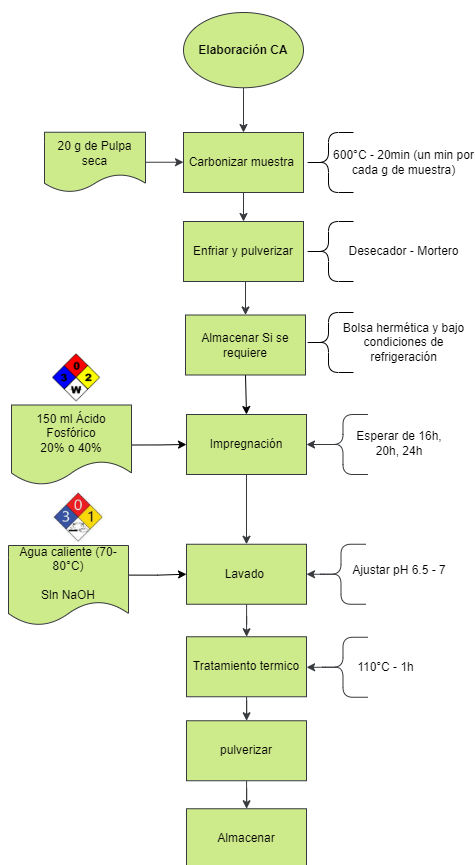 Elaboración CA
20 g de Pulpa
seca
Carbonizar muestra
600°C - 20min (un min por
cada g de muestra)
Enfriar y pulverizar
Desecador - Mortero
Almacenar Si se
requiere
Bolsa hermética y bajo
condiciones de
refrigeración
0
3
2
W
150 ml Ácido
Fosfórico
20% o 40%
Impregnación
Esperar de 16h,
20h, 24h
0
3
1
Agua caliente (70-
80°C)
Sln NaOH
Lavado
Ajustar pH 6.5 - 7
Tratamiento termico
110°C - 1h
pulverizar
Almacenar